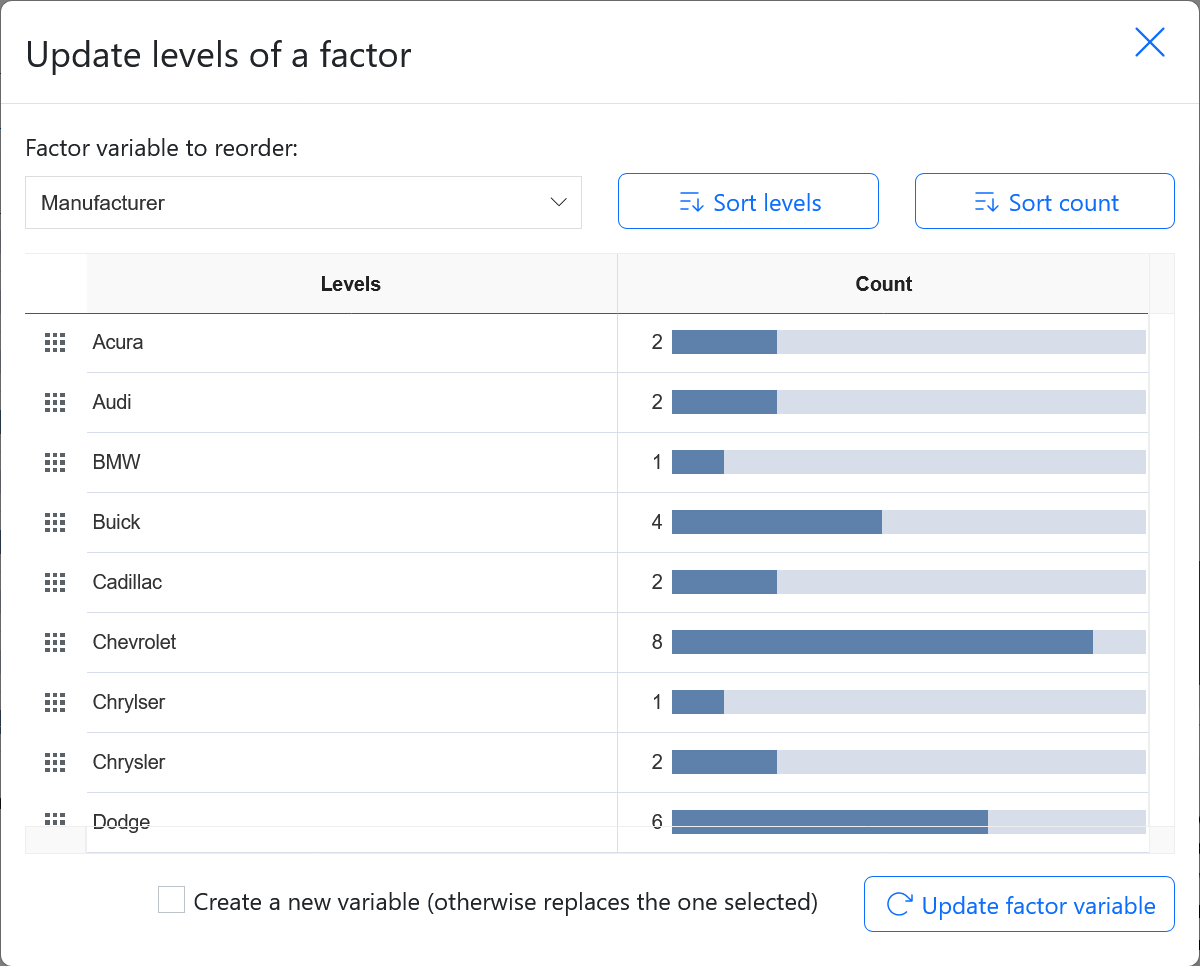 Update levels of a factor
Factor variable to reorder:
Manufacturer
Sort levels
Sort count
Levels Count
Acura 2
Audi 2
BMW 1
Buick 4
Cadillac 2
Chevrolet 8
Chrylser 1
Chrysler 2
Dodge 6
Create a new variable (otherwise replaces the one selected)
Update factor variable